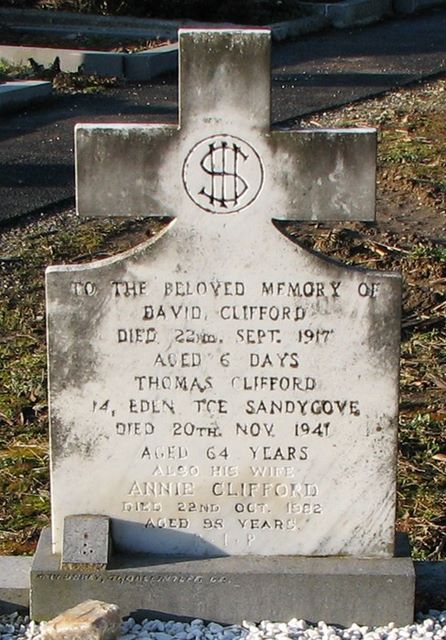 IHS
TO THE BELOVED MEMORY OF
DAVID CLIFFORD
DIED 22ND. SEPT. 1917
AGED 6 DAYS
THOMAS CLIFFORD
14, EDEN TCE SANDYCOVE
DIED 20TH. NOV. 1941
AGED 64 YEARS
ALSO HIS WIFE
ANNIE CLIFFORD
DIED 22ND OCT. 1982
AGED 95 YEARS.
R. I. P